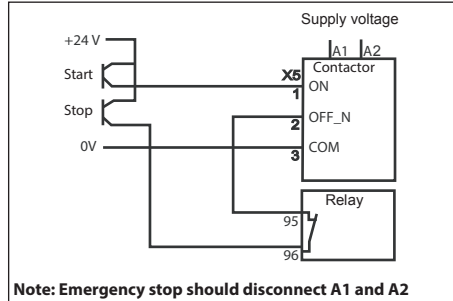 Supply voltage
+24 V
A1 A2
Start
X5
Contactor
1
ON
Stop
2
OFF_N
0V
3
COM
Relay
95
96
Note: Emergency stop should disconnect A1 and A2